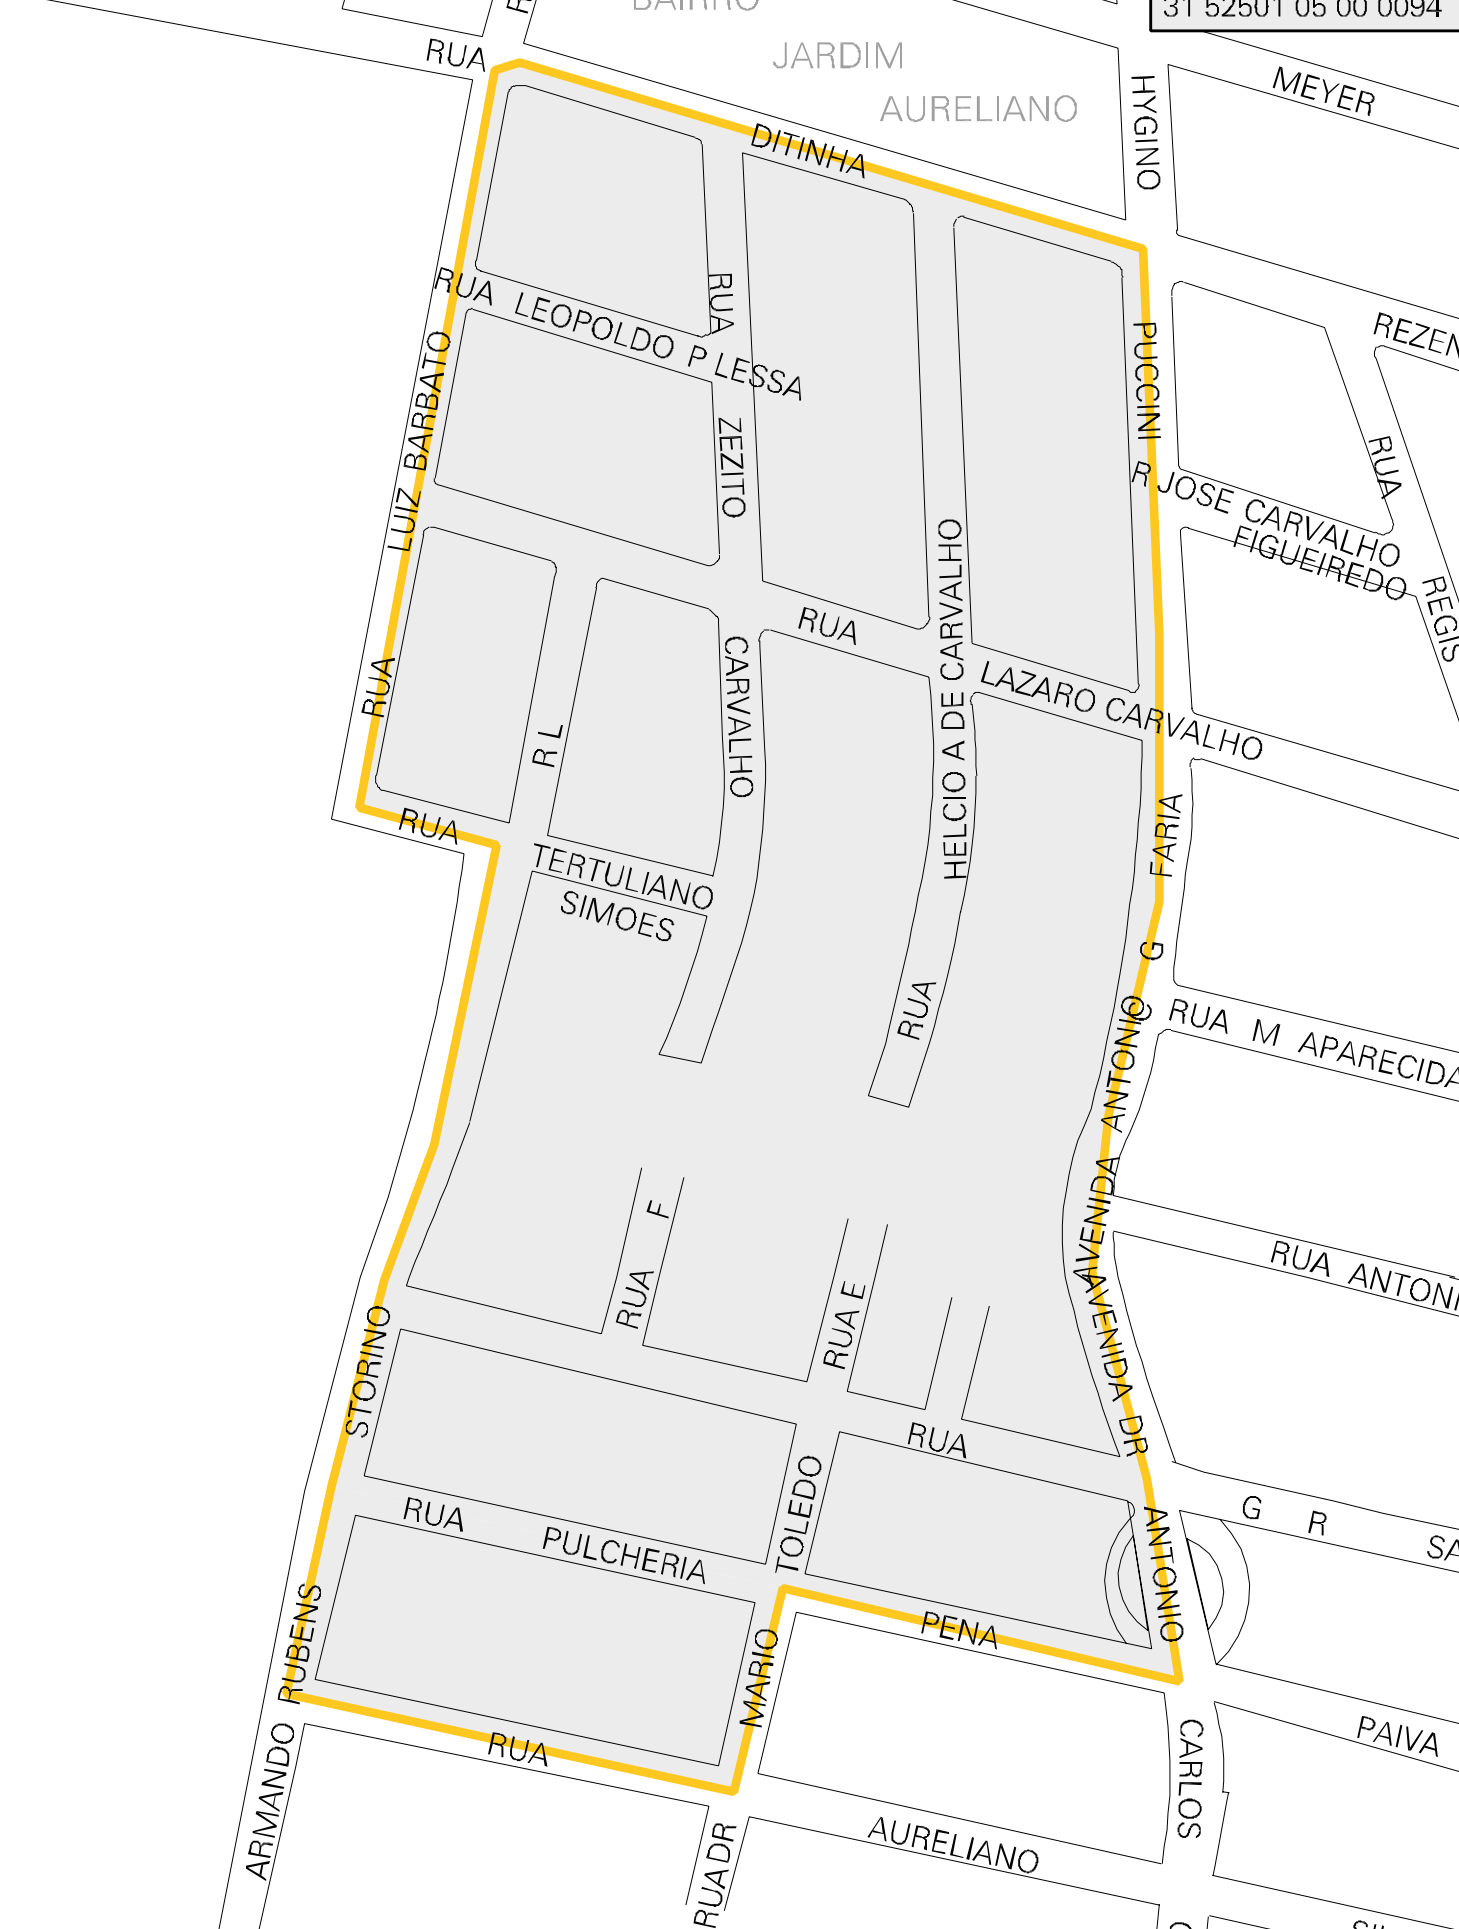 BAIRRO
31 52501 05 00 0094
RUA
JARDIM
AURELIANO
MEYER
HYGINO
DITINHA
RUA LEOPOLDO P LESSA
RUA
ZEZITO
CARVALHO
PUCCINI
REZEN
RUA
REGIS
R JOSE CARVALHO
FIGUEIREDO
RUA LUIZ BARBATO
HELCIO A DE CARVALHO
RUA
RUA
LAZARO CARVALHO
R L
RUA
TERTULIANO
SIMOES
FARIA
G
C
RUA M APARECIDA
AVENIDA ANTONIO
RUA ANTONI
RUA F
RUA E
AVENIDA DR
ANTONIO
CARLOS
STORINO
RUBENS
ARMANDO
RUA
TOLEDO
MARIO
RUA DR
RUA PULCHERIA
PENA
G R SA
PAIVA
RUA
AURELIANO